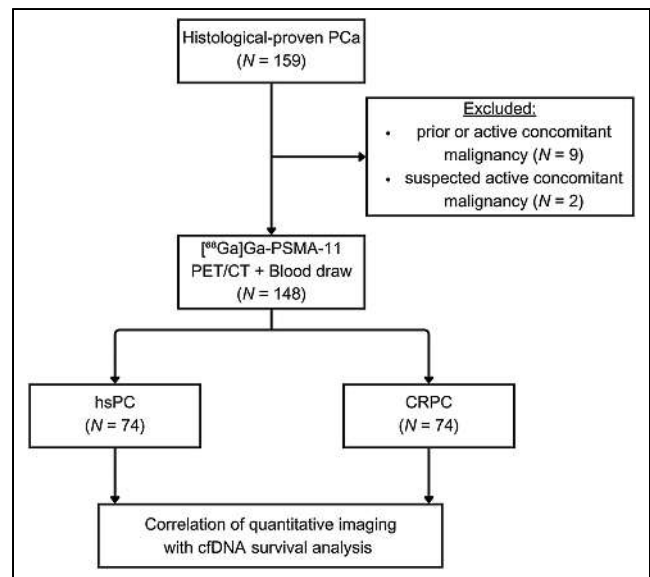 Histological-proven PCa
(N = 159)
Excluded:
• prior or active concomitant
malignancy (N = 9)
• suspected active concomitant
malignancy (N = 2)
[⁶⁸Ga]Ga-PSMA-11
PET/CT + Blood draw
(N = 148)
hsPC
(N = 74)
CRPC
(N = 74)
Correlation of quantitative imaging
with cfDNA survival analysis